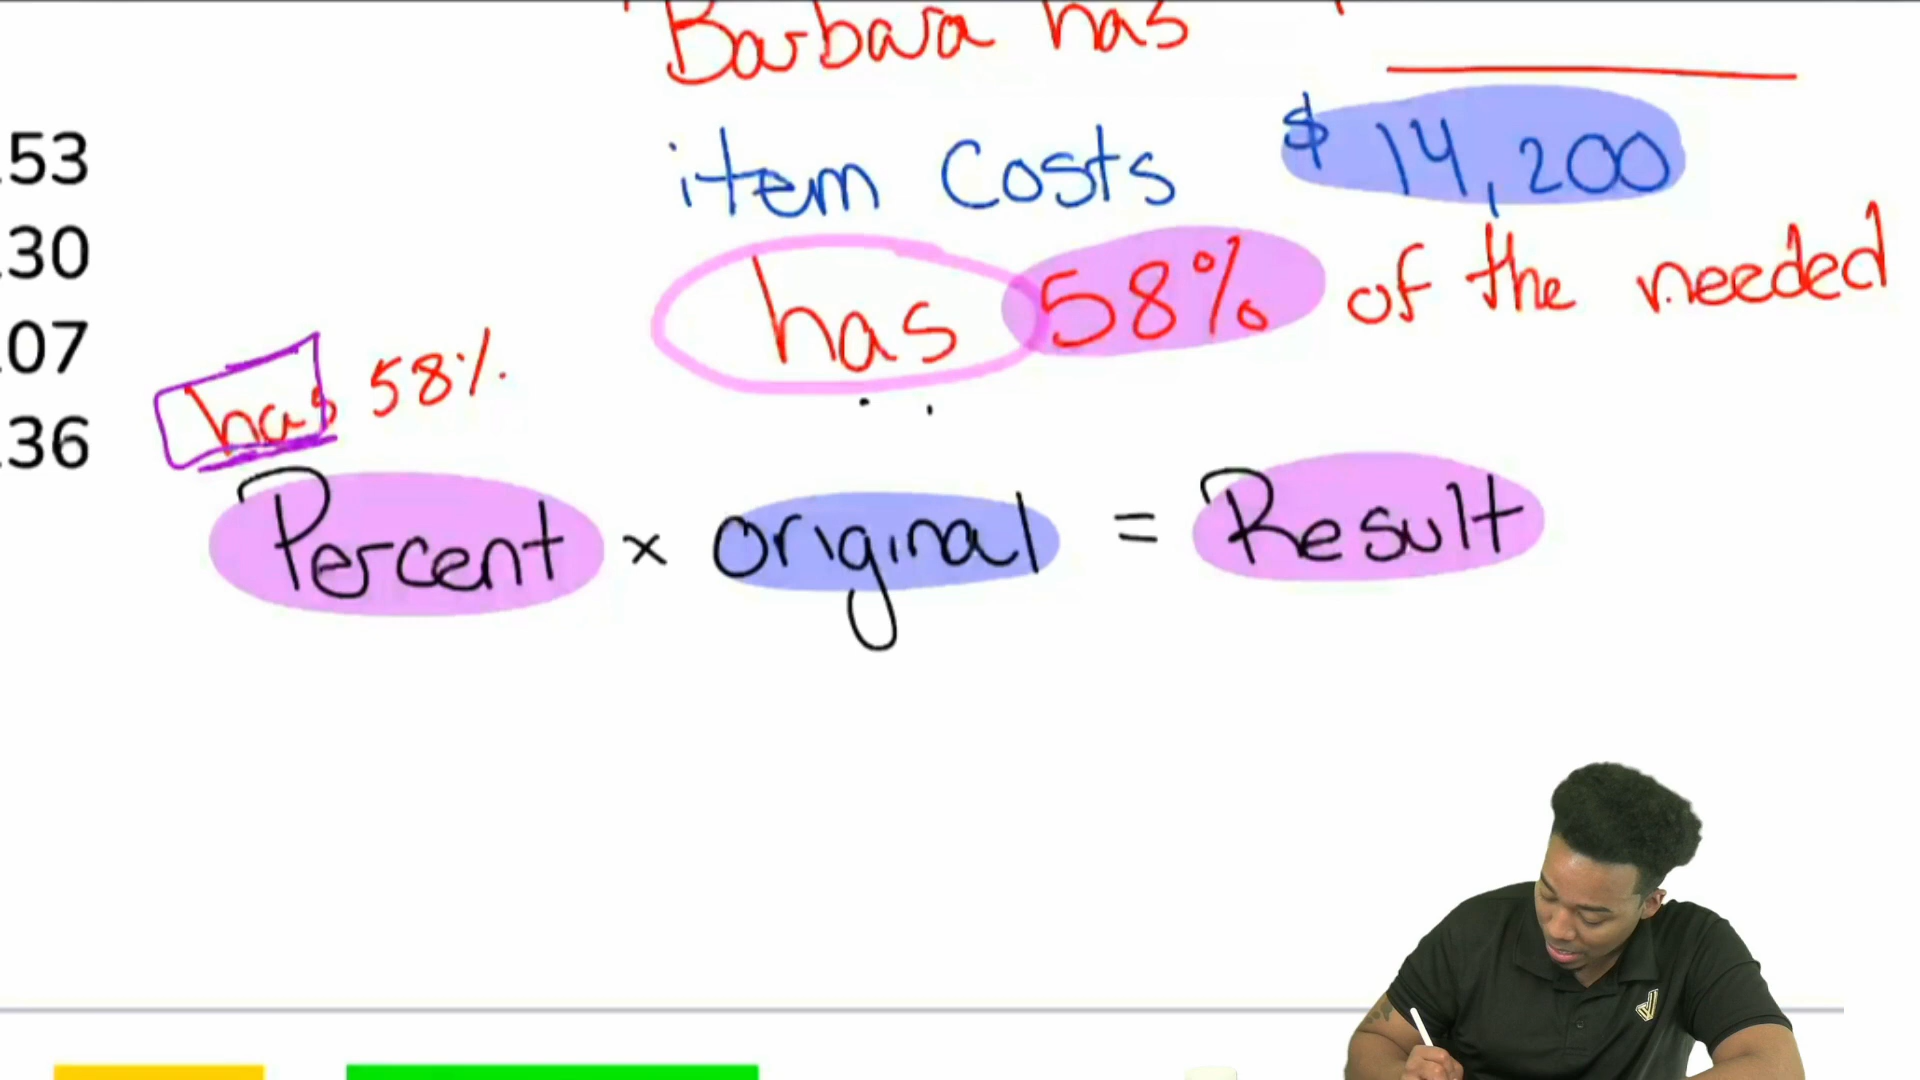 Barbara has
.53
item Costs $14,200
.30
has 58% of the needed
.07
has 58%
.36
Percent x original = Result